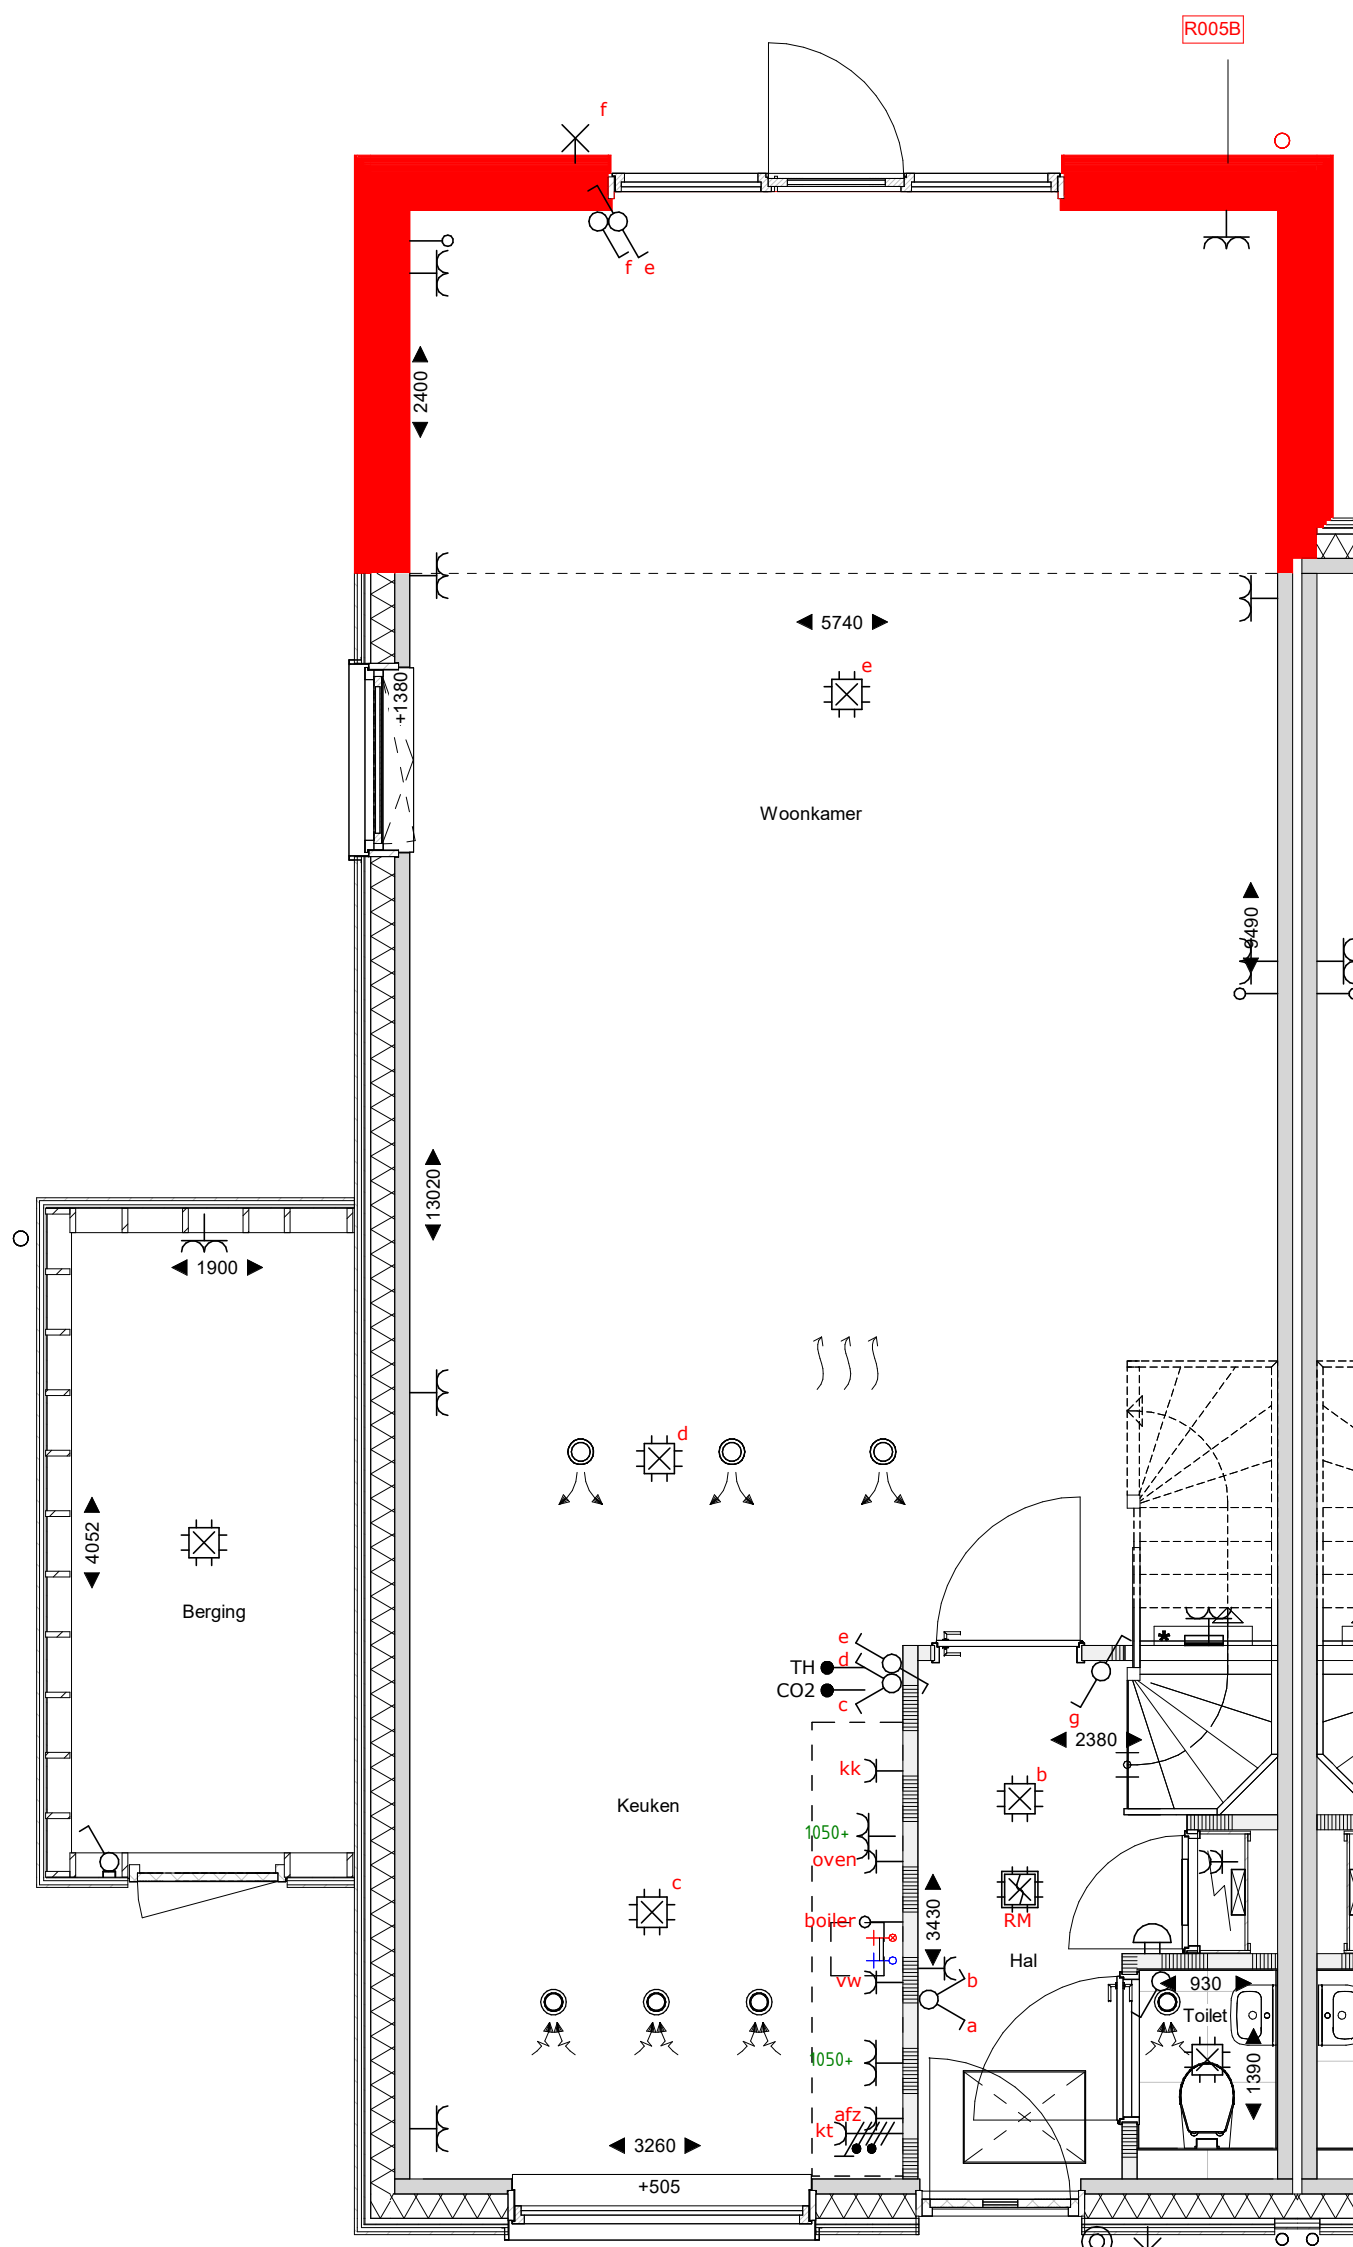 R005B
f
f e
2400
5740
e
+1380
Woonkamer
9490
13020
1900
d
4052
Berging
e
TH
d
CO2
c
g
2380
kk
b
Keuken
1050+
oven
c
boiler
RM
3430
Hal
vw
b
930
a
Toilet
1050+
1390
afz
kt
3260
+505